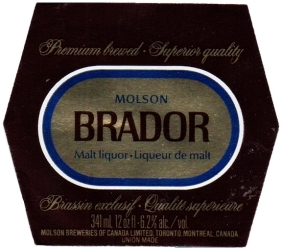 Premium brewed · Superior quality
MOLSON
BRADOR
Malt liquor · Liqueur de malt
Brassin exclusif · Qualité supérieure
341 ml 12 oz fl · 6.2% alc./vol.
MOLSON BREWERIES OF CANADA LIMITED, TORONTO, MONTREAL, CANADA
UNION MADE